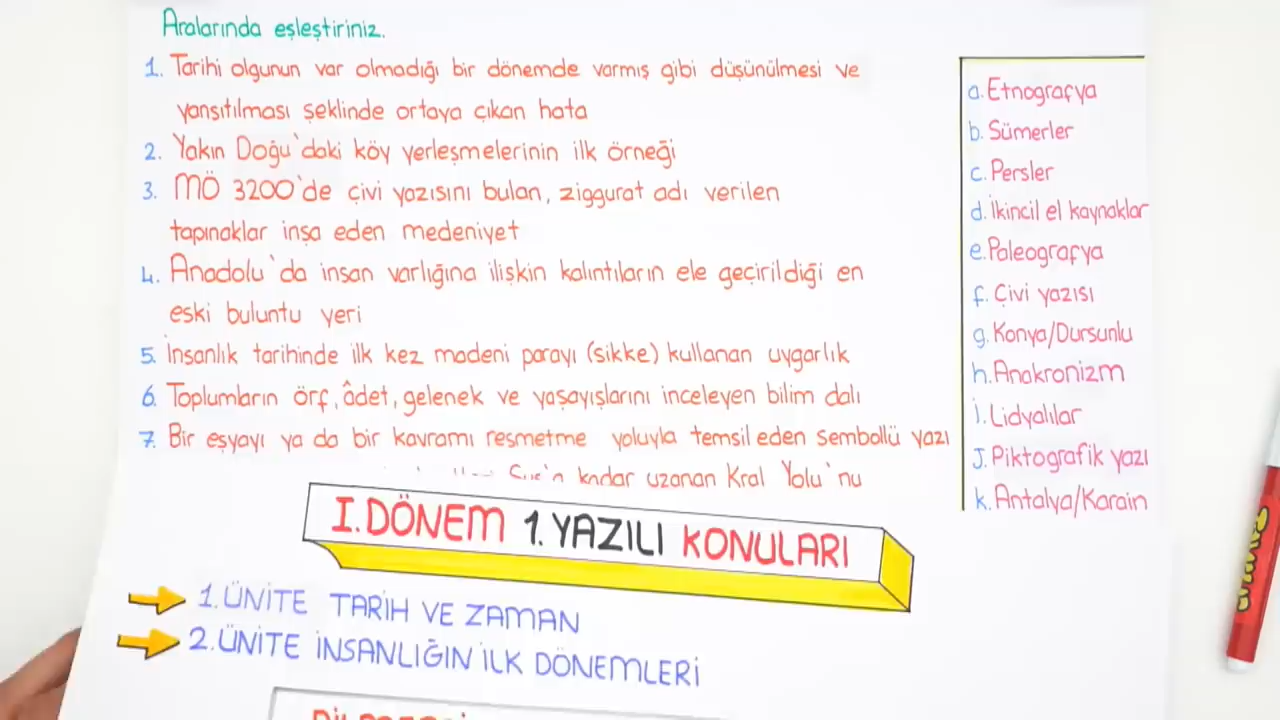 Aralarında eşleştiriniz.
1. Tarihi olgunun var olmadığı bir dönemde varmış gibi düşünülmesi ve
yansıtılması şeklinde ortaya çıkan hata
2. Yakın Doğu'daki köy yerleşmelerinin ilk örneği
3. MÖ 3200'de çivi yazısını bulan, ziggurat adı verilen
tapınaklar inşa eden medeniyet
4. Anadolu'da insan varlığına ilişkin kalıntıların ele geçirildiği en
eski buluntu yeri
5. İnsanlık tarihinde ilk kez madeni parayı (sikke) kullanan uygarlık
6. Toplumların örf, âdet, gelenek ve yaşayışlarını inceleyen bilim dalı
7. Bir eşyayı ya da bir kavramı resmetme yoluyla temsil eden sembollü yazı
kadar uzanan Kral Yolu'nu
a. Etnografya
b. Sümerler
c. Persler
d. İkincil el kaynaklar
e. Paleografya
f. Çivi yazısı
g. Konya/Dursunlu
h. Anakronizm
i. Lidyalılar
J. Piktografik yazı
k. Antalya/Karain
I. DÖNEM 1. YAZILI KONULARI
1. ÜNİTE TARİH VE ZAMAN
2. ÜNİTE İNSANLIĞIN İLK DÖNEMLERİ